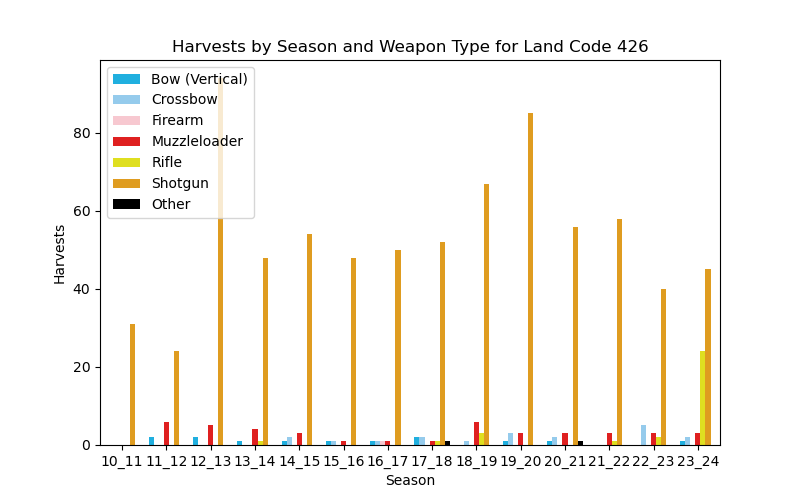 Harvests by Season and Weapon Type for Land Code 426
Bow (Vertical)
Crossbow
Firearm
Muzzleloader
Rifle
Shotgun
Other
Harvests
80
60
40
20
0
10_11 11_12 12_13 13_14 14_15 15_16 16_17 17_18 18_19 19_20 20_21 21_22 22_23 23_24
Season